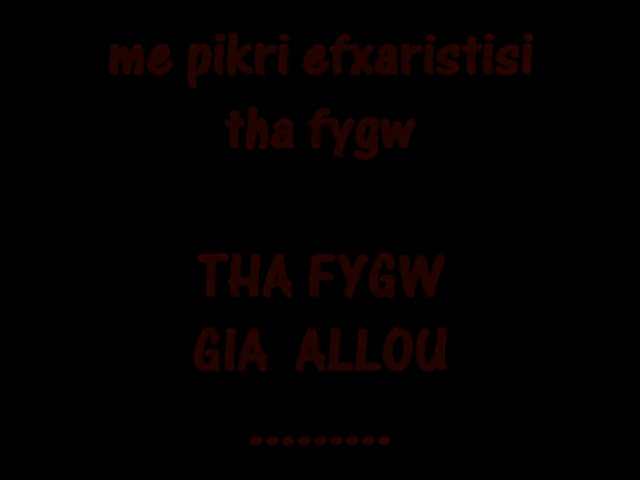 me pikri efxaristisi
tha fygw
THA FYGW
GIA ALLOU
.........